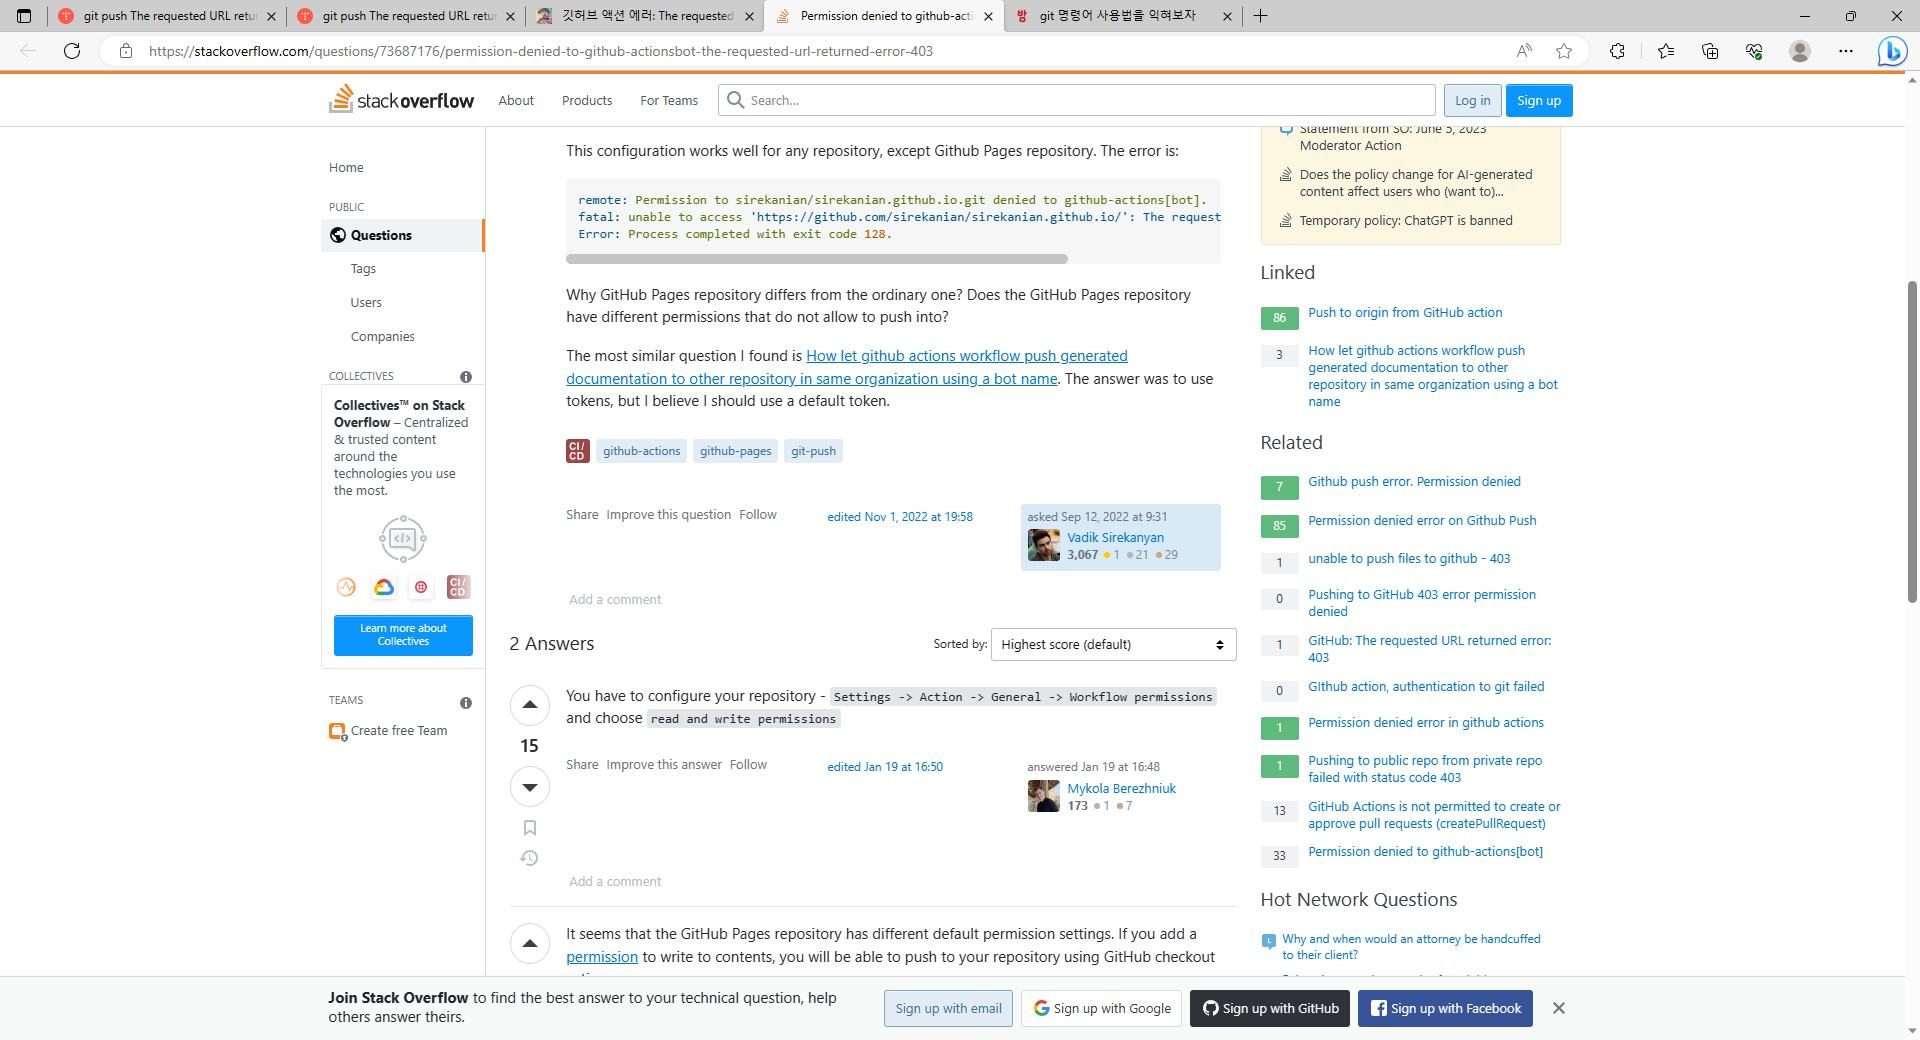 git push The requested URL retur
git push The requested URL retur
깃허브 액션 에러: The requested
Permission denied to github-acti
밤 git 명령어 사용법을 익혀보자
https://stackoverflow.com/questions/73687176/permission-denied-to-github-actionsbot-the-requested-url-returned-error-403
stackoverflow
About
Products
For Teams
Search...
Log in
Sign up
Home
PUBLIC
Questions
Tags
Users
Companies
COLLECTIVES
Collectives™ on Stack
Overflow – Centralized
& trusted content
around the
technologies you use
the most.
CI/
CD
Learn more about
Collectives
TEAMS
Create free Team
This configuration works well for any repository, except Github Pages repository. The error is:
remote: Permission to sirekanian/sirekanian.github.io.git denied to github-actions[bot].
fatal: unable to access 'https://github.com/sirekanian/sirekanian.github.io/': The request
Error: Process completed with exit code 128.
Why GitHub Pages repository differs from the ordinary one? Does the GitHub Pages repository
have different permissions that do not allow to push into?
The most similar question I found is How let github actions workflow push generated
documentation to other repository in same organization using a bot name. The answer was to use
tokens, but I believe I should use a default token.
CI/
CD
github-actions
github-pages
git-push
Share Improve this question Follow
edited Nov 1, 2022 at 19:58
asked Sep 12, 2022 at 9:31
Vadik Sirekanyan
3,067 1 21 29
Add a comment
2 Answers
Sorted by:
Highest score (default)
You have to configure your repository - Settings -> Action -> General -> Workflow permissions
and choose read and write permissions
15
Share Improve this answer Follow
edited Jan 19 at 16:50
answered Jan 19 at 16:48
Mykola Berezhniuk
173 1 7
Add a comment
It seems that the GitHub Pages repository has different default permission settings. If you add a
permission to write to contents, you will be able to push to your repository using GitHub checkout
Statement from SO: June 5, 2023
Moderator Action
Does the policy change for AI-generated
content affect users who (want to)...
Temporary policy: ChatGPT is banned
Linked
86 Push to origin from GitHub action
3 How let github actions workflow push
generated documentation to other
repository in same organization using a bot
name
Related
7 Github push error. Permission denied
85 Permission denied error on Github Push
1 unable to push files to github - 403
0 Pushing to GitHub 403 error permission
denied
1 GitHub: The requested URL returned error:
403
0 GIthub action, authentication to git failed
1 Permission denied error in github actions
1 Pushing to public repo from private repo
failed with status code 403
13 GitHub Actions is not permitted to create or
approve pull requests (createPullRequest)
33 Permission denied to github-actions[bot]
Hot Network Questions
Why and when would an attorney be handcuffed
to their client?
Join Stack Overflow to find the best answer to your technical question, help
others answer theirs.
Sign up with email
Sign up with Google
Sign up with GitHub
Sign up with Facebook